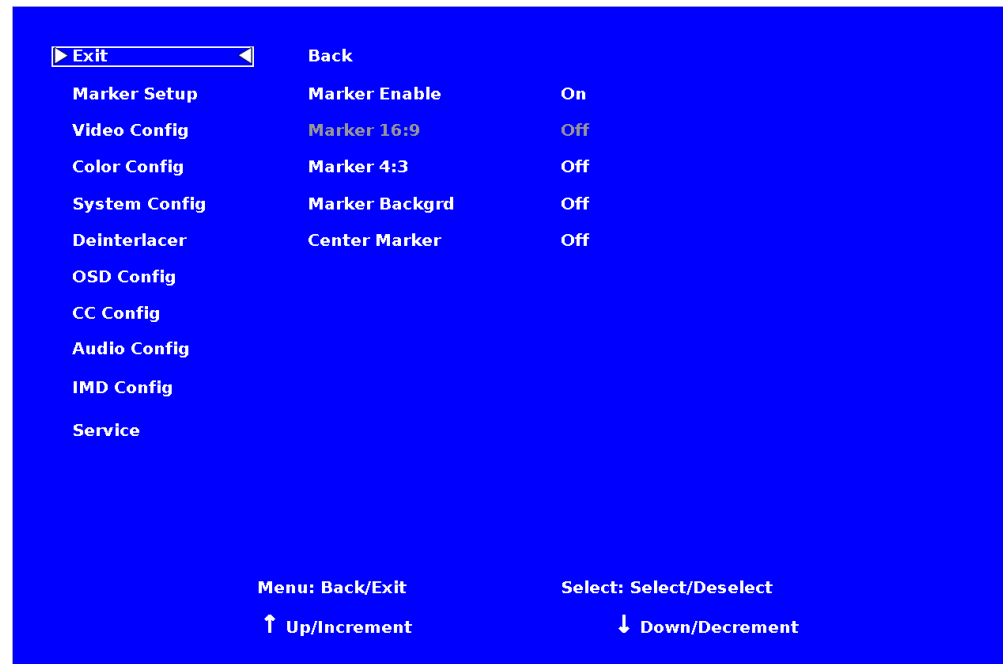 Exit Back
Marker Setup Marker Enable On
Video Config Marker 16:9 Off
Color Config Marker 4:3 Off
System Config Marker Backgrd Off
Deinterlacer Center Marker Off
OSD Config
CC Config
Audio Config
IMD Config
Service
Menu: Back/Exit Select: Select/Deselect
↑ Up/Increment ↓ Down/Decrement